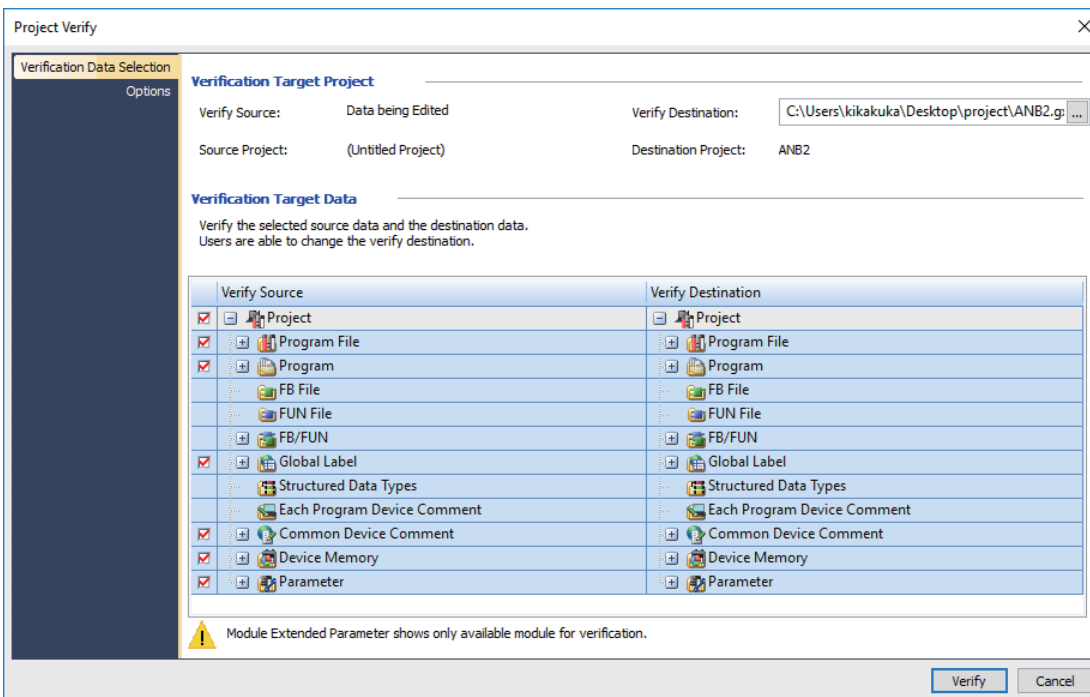 Project Verify
Verification Data Selection
Options
Verification Target Project
Verify Source: Data being Edited Verify Destination: C:\Users\kikakuka\Desktop\project\ANB2.g ...
Source Project: (Untitled Project) Destination Project: ANB2
Verification Target Data
Verify the selected source data and the destination data.
Users are able to change the verify destination.
Verify Source Verify Destination
Project Project
Program File Program File
Program Program
FB File FB File
FUN File FUN File
FB/FUN FB/FUN
Global Label Global Label
Structured Data Types Structured Data Types
Each Program Device Comment Each Program Device Comment
Common Device Comment Common Device Comment
Device Memory Device Memory
Parameter Parameter
Module Extended Parameter shows only available module for verification.
Verify Cancel